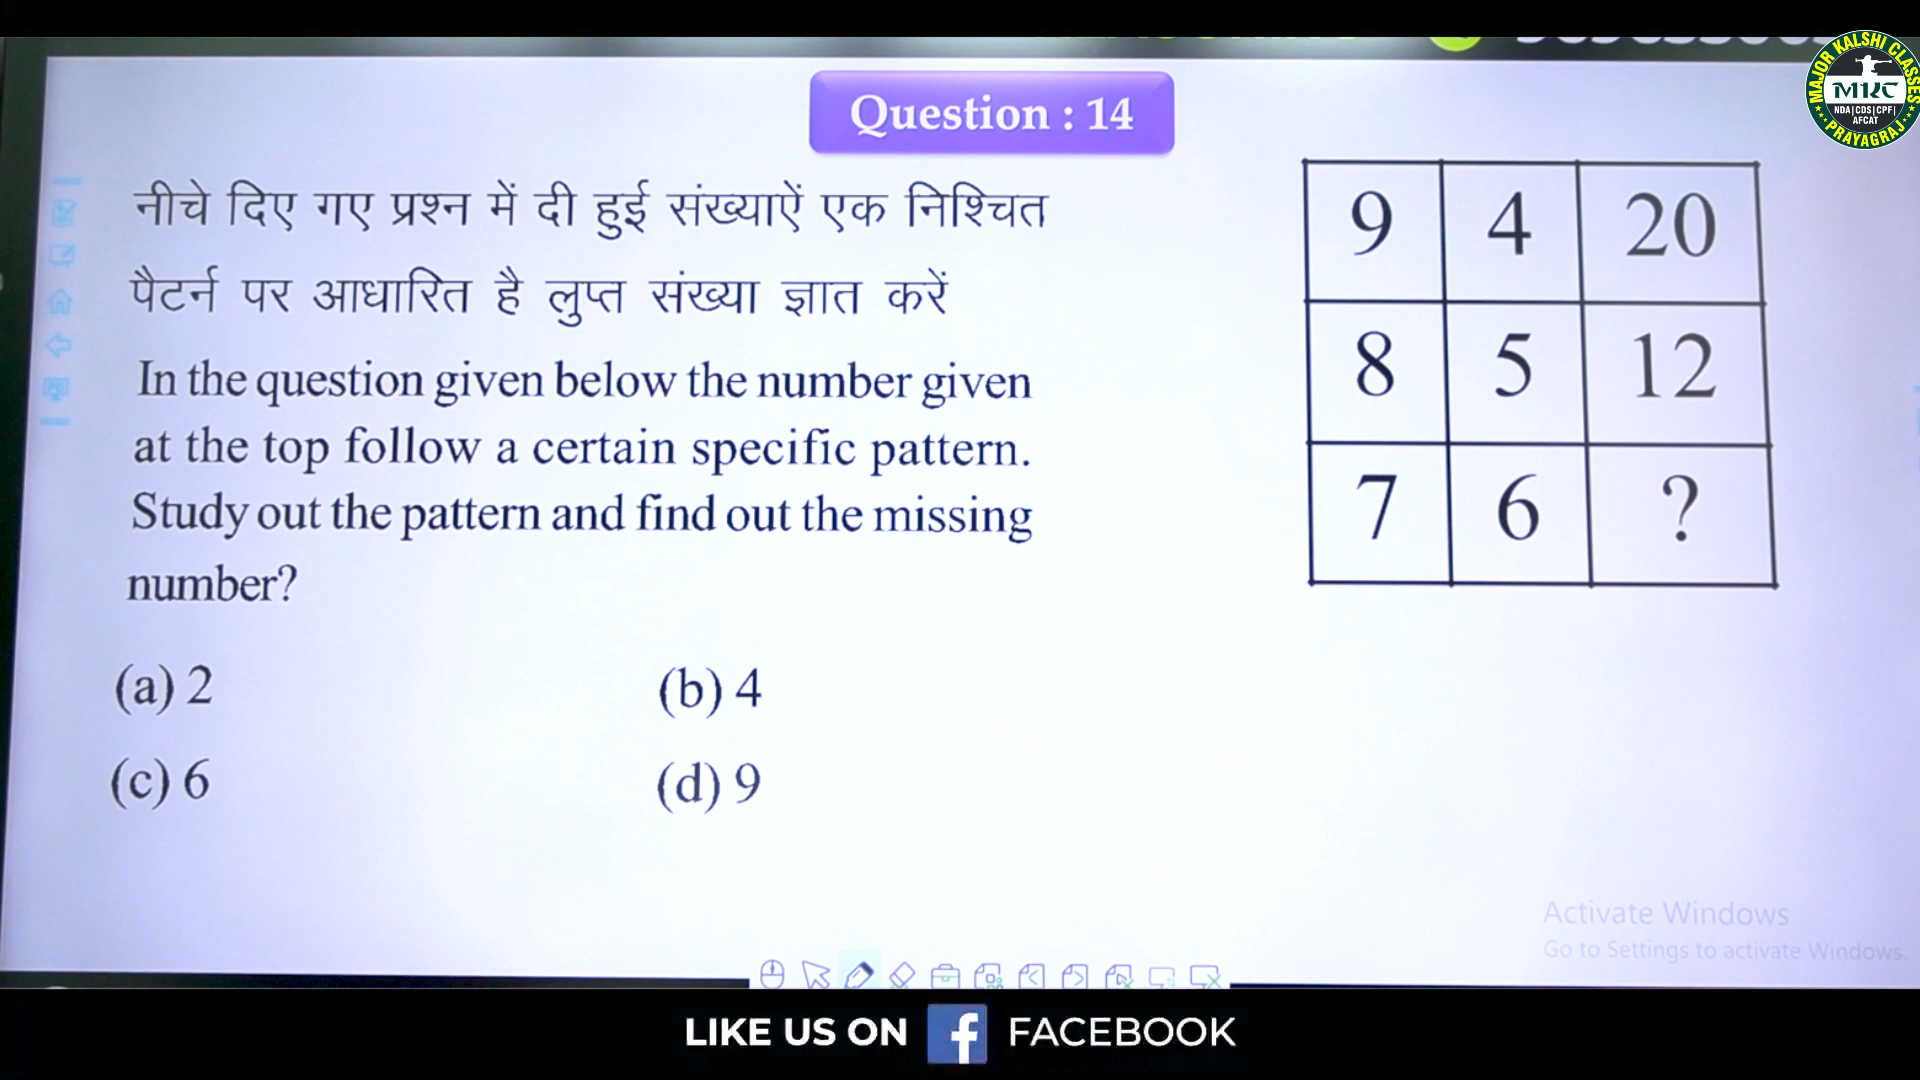 Question : 14
नीचे दिए गए प्रश्न में दी हुई संख्याऐं एक निश्चित
पैटर्न पर आधारित है लुप्त संख्या ज्ञात करें
In the question given below the number given
at the top follow a certain specific pattern.
Study out the pattern and find out the missing
number?
(a) 2
(b) 4
(c) 6
(d) 9
9 4 20
8 5 12
7 6 ?
MAJOR KALSHI CLASSES
MKC
NDA|CDS|CPF|
AFCAT
PRAYAGRAJ
Activate Windows
Go to Settings to activate Windows.
LIKE US ON f FACEBOOK